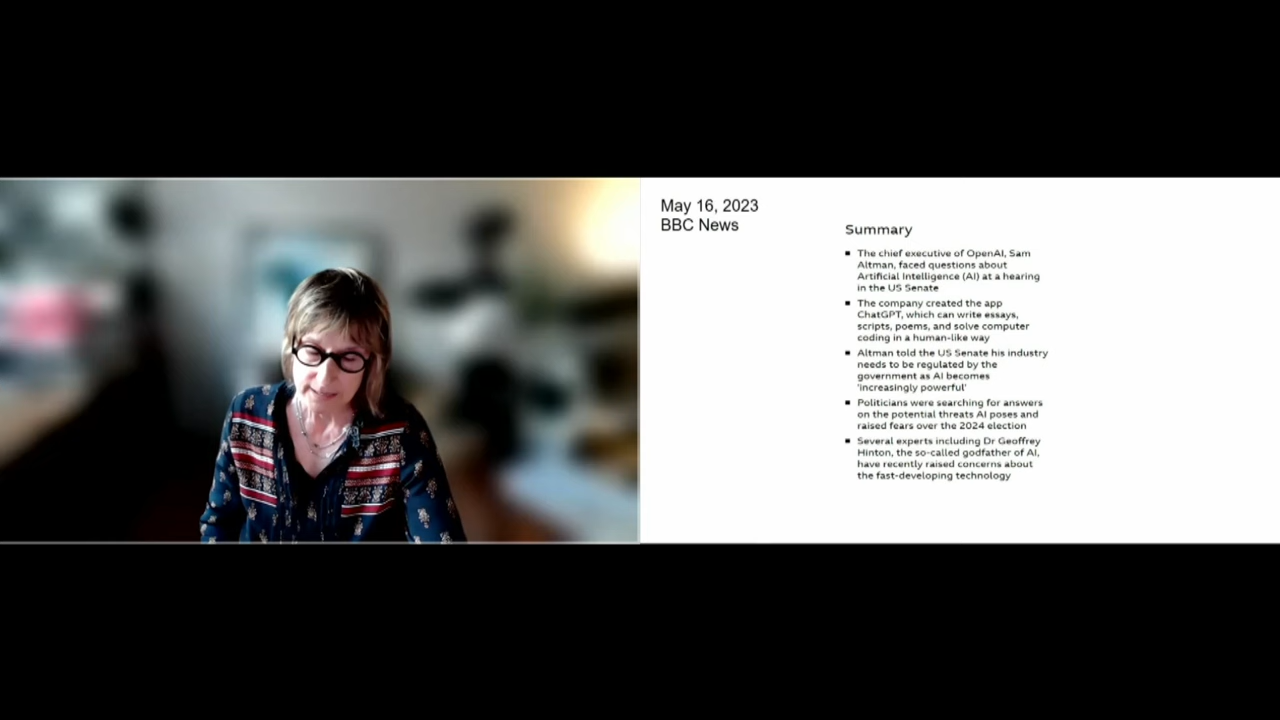 May 16, 2023
BBC News
Summary
▪ The chief executive of OpenAI, Sam
Altman, faced questions about
Artificial Intelligence (AI) at a hearing
in the US Senate
▪ The company created the app
ChatGPT, which can write essays,
scripts, poems, and solve computer
coding in a human-like way
▪ Altman told the US Senate his industry
needs to be regulated by the
government as AI becomes
'increasingly powerful'
▪ Politicians were searching for answers
on the potential threats AI poses and
raised fears over the 2024 election
▪ Several experts including Dr Geoffrey
Hinton, the so-called godfather of AI,
have recently raised concerns about
the fast-developing technology